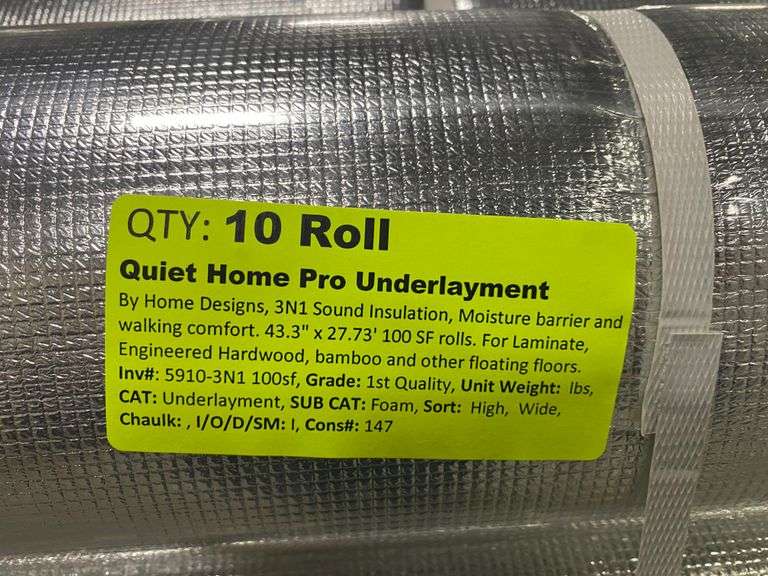 QTY: 10 Roll
Quiet Home Pro Underlayment
By Home Designs, 3N1 Sound Insulation, Moisture barrier and
walking comfort. 43.3" x 27.73' 100 SF rolls. For Laminate,
Engineered Hardwood, bamboo and other floating floors.
Inv#: 5910-3N1 100sf, Grade: 1st Quality, Unit Weight: lbs,
CAT: Underlayment, SUB CAT: Foam, Sort: High, Wide,
Chaulk: , I/O/D/SM: I, Cons#: 147